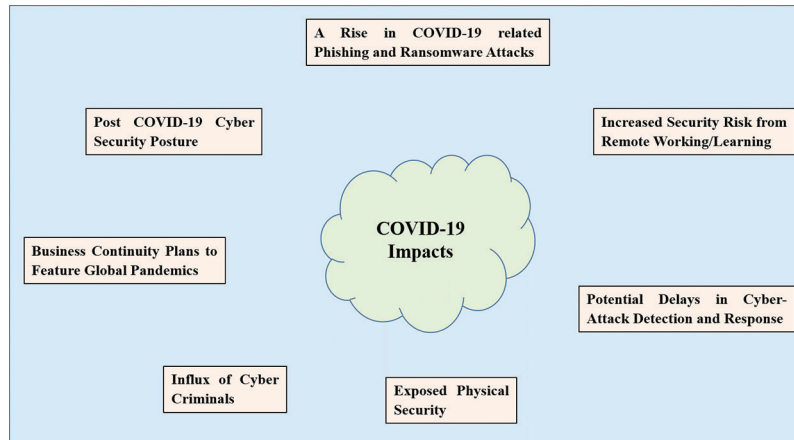 A Rise in COVID-19 related
Phishing and Ransomware Attacks
Post COVID-19 Cyber
Security Posture
Increased Security Risk from
Remote Working/Learning
COVID-19
Impacts
Business Continuity Plans to
Feature Global Pandemics
Potential Delays in Cyber-
Attack Detection and Response
Influx of Cyber
Criminals
Exposed Physical
Security